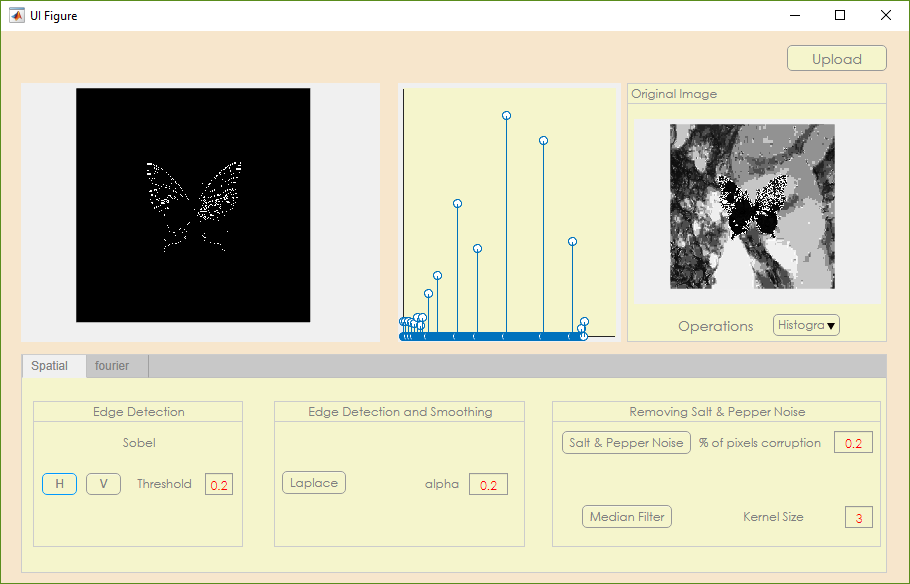 UI Figure
Upload
Original Image
Operations Histogra
Spatial fourier
Edge Detection
Sobel
H V Threshold 0.2
Edge Detection and Smoothing
Laplace alpha 0.2
Removing Salt & Pepper Noise
Salt & Pepper Noise % of pixels corruption 0.2
Median Filter Kernel Size 3